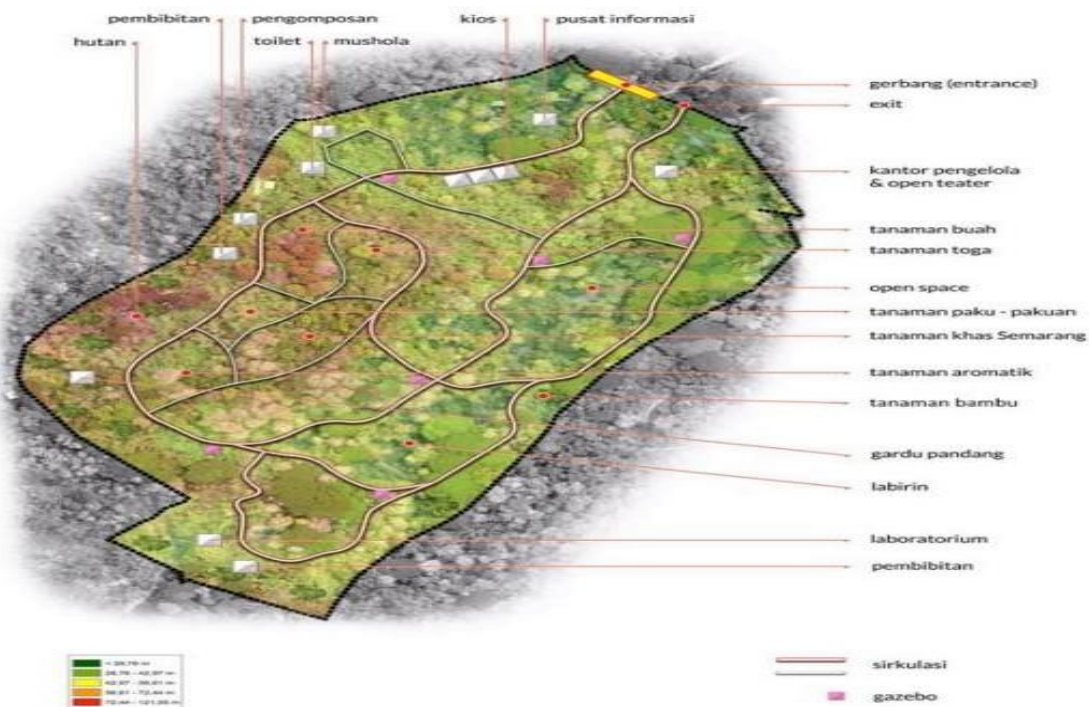 pembibitan
pengomposan
kios
pusat informasi
hutan
toilet
mushola
gerbang (entrance)
exit
kantor pengelola
& open teater
tanaman buah
tanaman toga
open space
tanaman paku - pakuan
tanaman khas Semarang
tanaman aromatik
tanaman bambu
gardu pandang
labirin
laboratorium
pembibitan
sirkulasi
gazebo